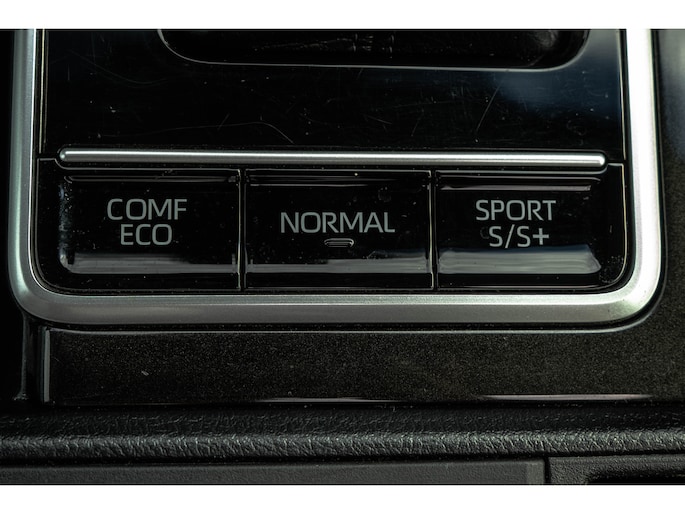 COMF
ECO
NORMAL
SPORT
S/S+